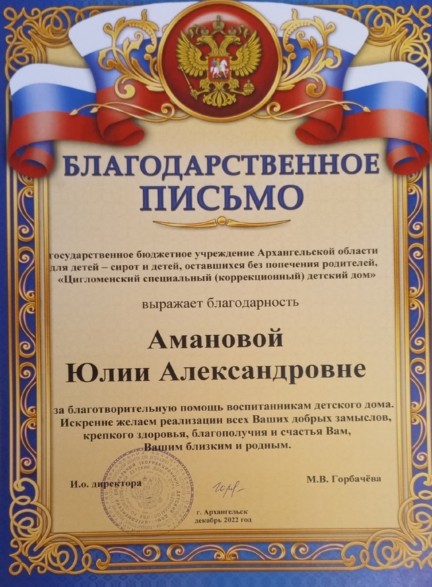 БЛАГОДАРСТВЕННОЕ
ПИСЬМО
государственное бюджетное учреждение Архангельской области
для детей – сирот и детей, оставшихся без попечения родителей,
«Цигломенский специальный (коррекционный) детский дом»
выражает благодарность
Амановой
Юлии Александровне
за благотворительную помощь воспитанникам детского дома.
Искренне желаем реализации всех Ваших добрых замыслов,
крепкого здоровья, благополучия и счастья Вам,
Вашим близким и родным.
И.о. директора М.В. Горбачёва
г. Архангельск
декабрь 2022 год